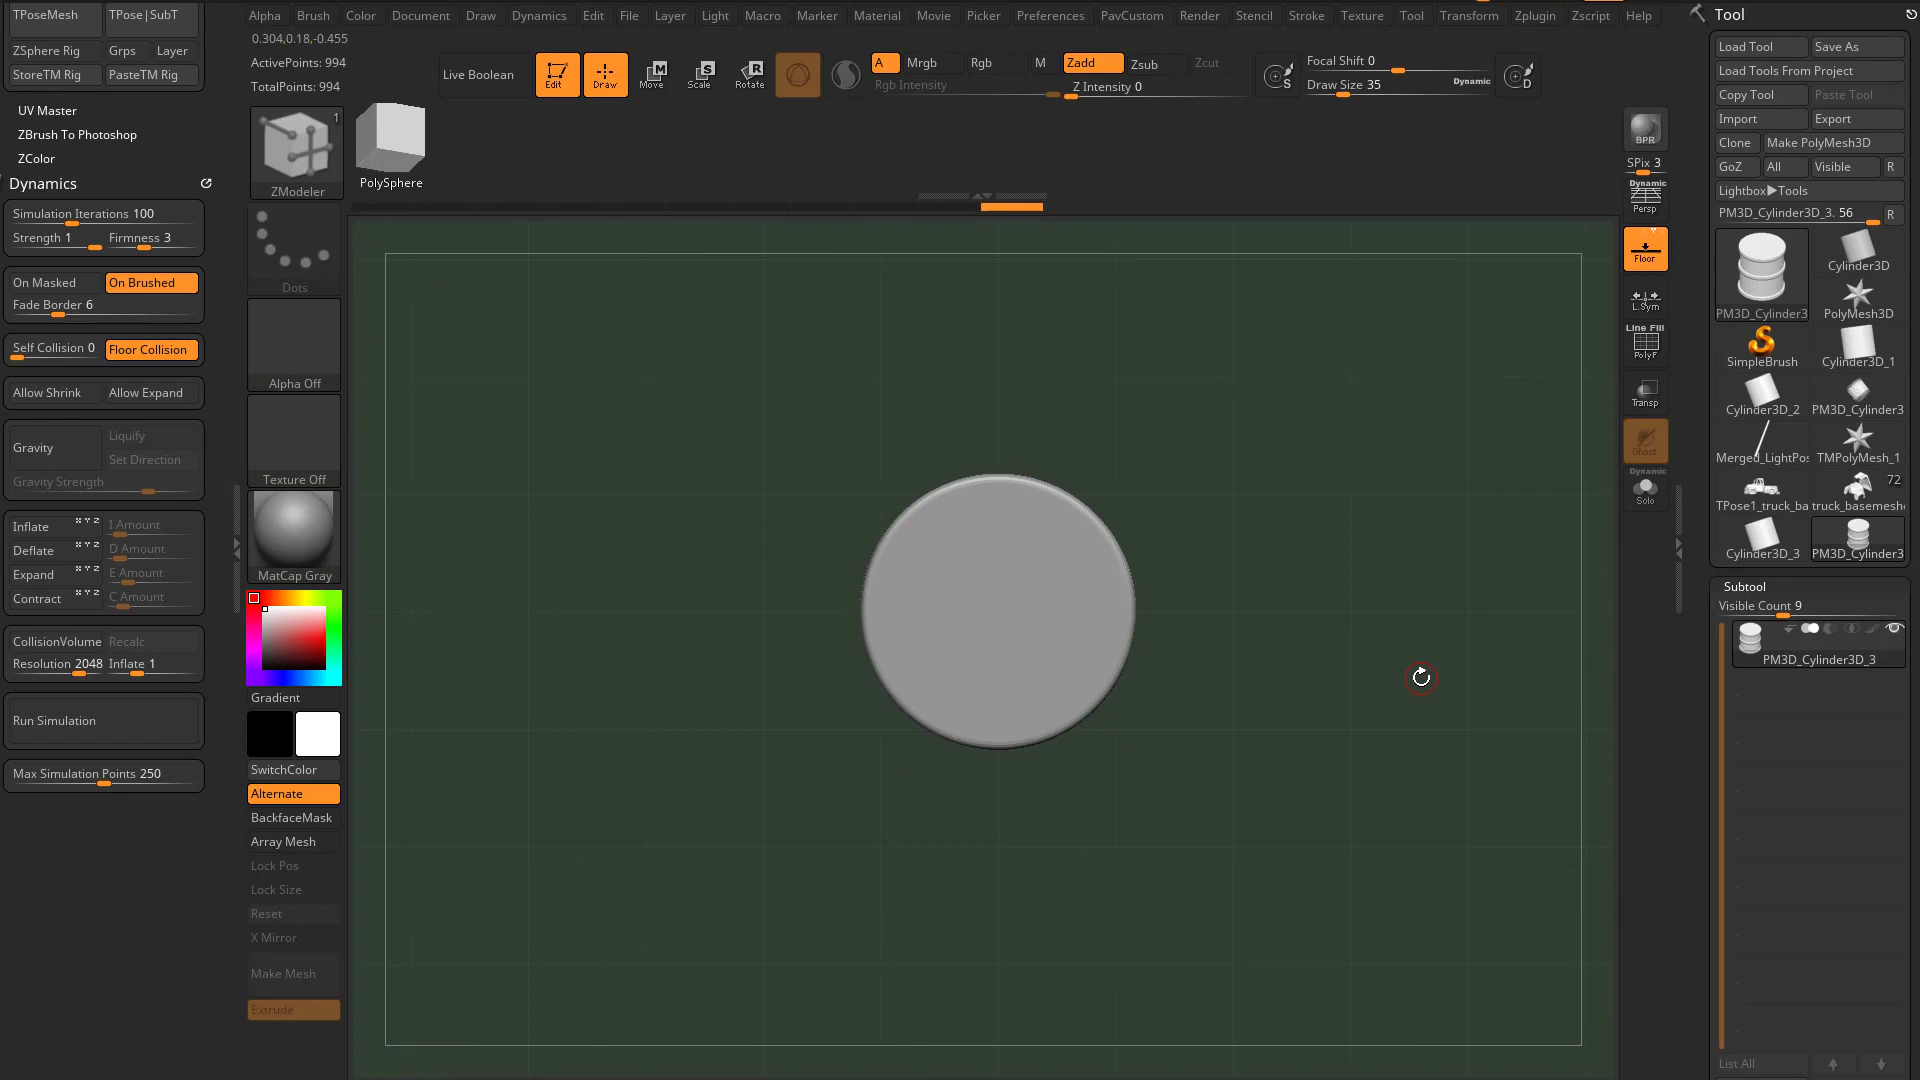 TPoseMesh TPose|SubT
ZSphere Rig Grps Layer
StoreTM Rig PasteTM Rig
UV Master
ZBrush To Photoshop
ZColor
Dynamics
Simulation Iterations 100
Strength 1 Firmness 3
On Masked On Brushed
Fade Border 6
Self Collision 0 Floor Collision
Allow Shrink Allow Expand
Gravity Liquify
Set Direction
Gravity Strength
Inflate X Y Z I Amount
Deflate X Y Z D Amount
Expand X Y Z E Amount
Contract X Y Z C Amount
CollisionVolume Recalc
Resolution 2048 Inflate 1
Run Simulation
Max Simulation Points 250
Alpha Brush Color Document Draw Dynamics Edit File Layer Light Macro Marker Material Movie Picker Preferences PavCustom Render Stencil Stroke Texture Tool Transform Zplugin Zscript Help
0.304,0.18,-0.455
ActivePoints: 994
TotalPoints: 994
Live Boolean
Edit
Draw
M
Move
S
Scale
R
Rotate
A Mrgb Rgb M Zadd Zsub Zcut
Rgb Intensity Z Intensity 0
S
Focal Shift 0
Draw Size 35 Dynamic
D
1
ZModeler
PolySphere
Dots
Alpha Off
Texture Off
MatCap Gray
Gradient
SwitchColor
Alternate
BackfaceMask
Array Mesh
Lock Pos
Lock Size
Reset
X Mirror
Make Mesh
Extrude
BPR
SPix 3
Dynamic
Persp
Floor
L.Sym
Line Fill
PolyF
Transp
Ghost
Dynamic
Solo
Tool
Load Tool Save As
Load Tools From Project
Copy Tool Paste Tool
Import Export
Clone Make PolyMesh3D
GoZ All Visible R
Lightbox▶Tools
PM3D_Cylinder3D_3. 56 R
PM3D_Cylinder3 Cylinder3D
PolyMesh3D
SimpleBrush Cylinder3D_1
Cylinder3D_2 PM3D_Cylinder3
Merged_LightPos TMPolyMesh_1
72
TPose1_truck_ba truck_basemesh
Cylinder3D_3 PM3D_Cylinder3
Subtool
Visible Count 9
PM3D_Cylinder3D_3
List All